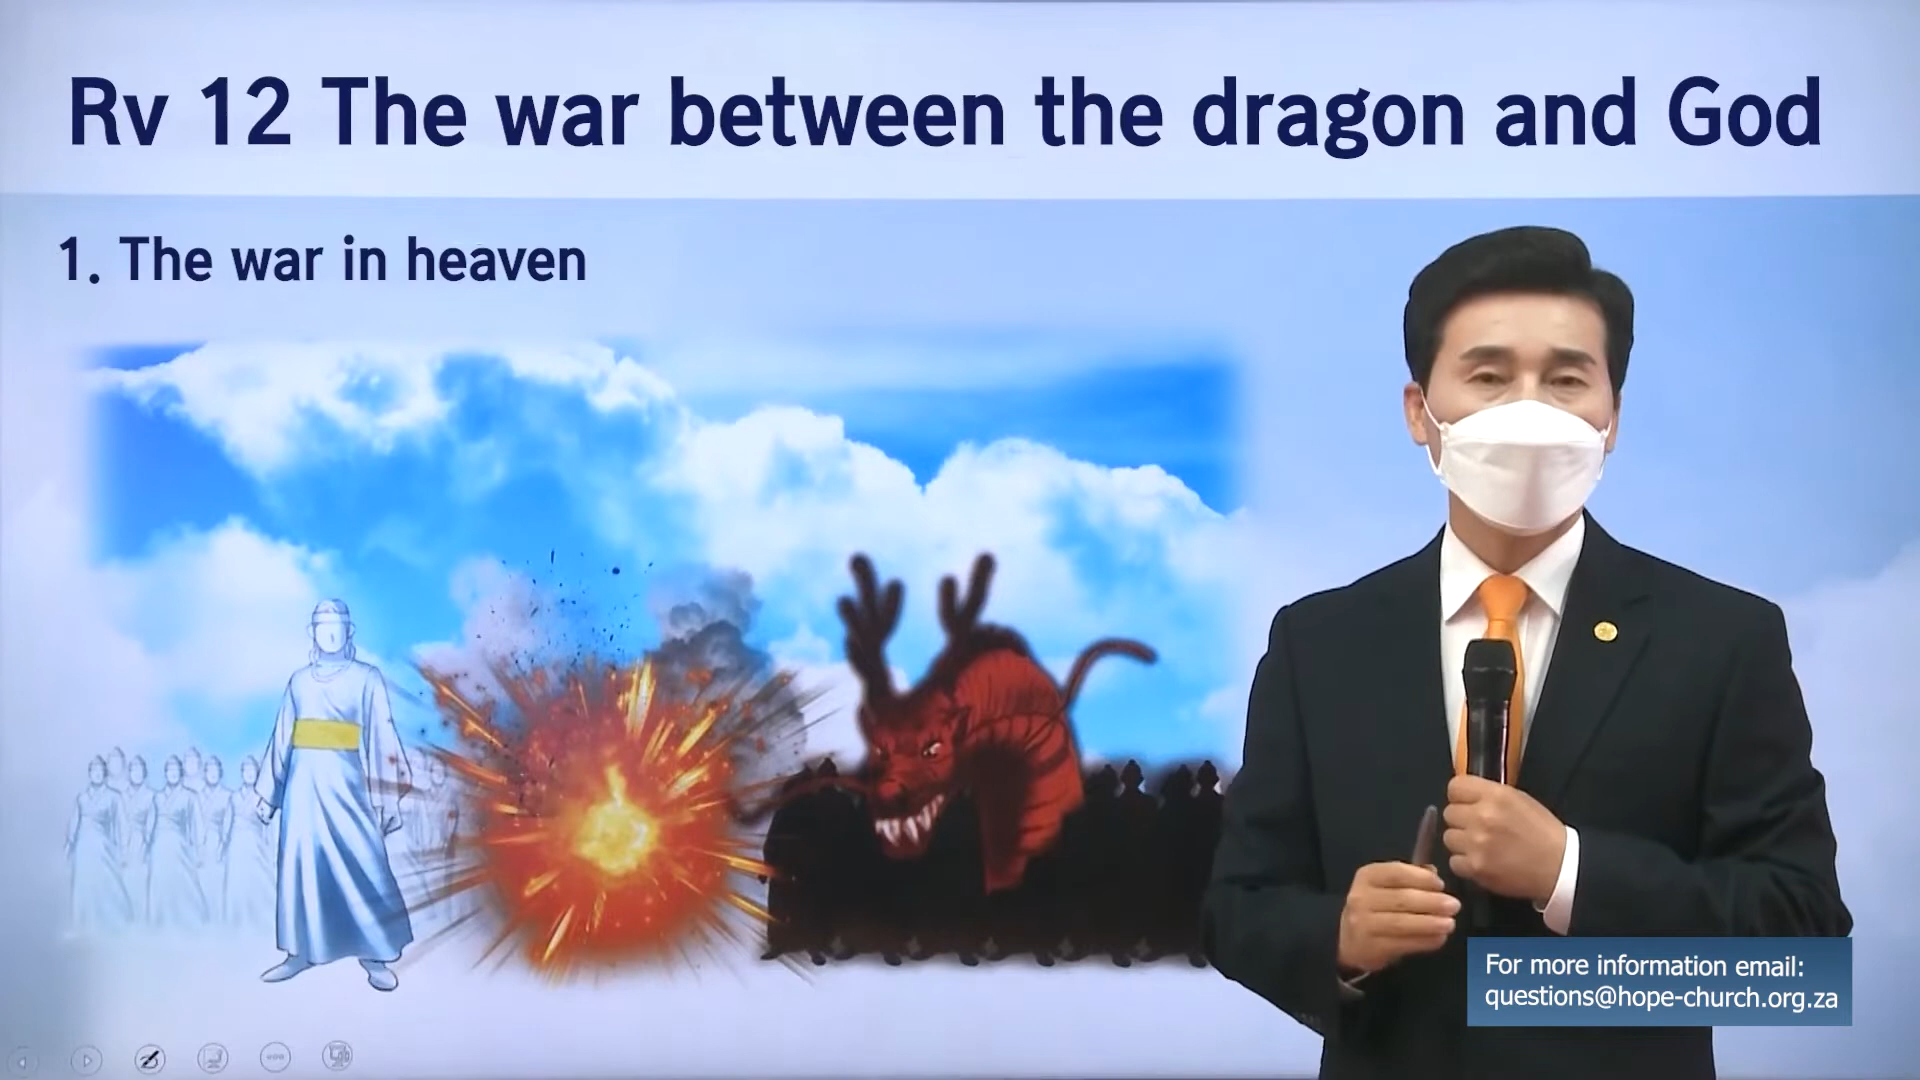 Rv 12 The war between the dragon and God
1. The war in heaven
For more information email:
questions@hope-church.org.za